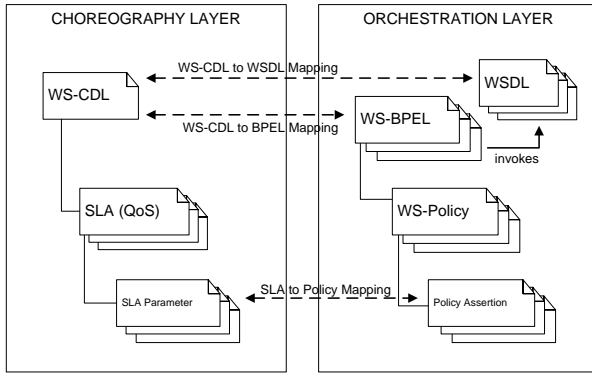 CHOREOGRAPHY LAYER
ORCHESTRATION LAYER
WS-CDL to WSDL Mapping
WS-CDL
WSDL
WS-CDL to BPEL Mapping
WS-BPEL
invokes
SLA (QoS)
WS-Policy
SLA to Policy Mapping
SLA Parameter
Policy Assertion